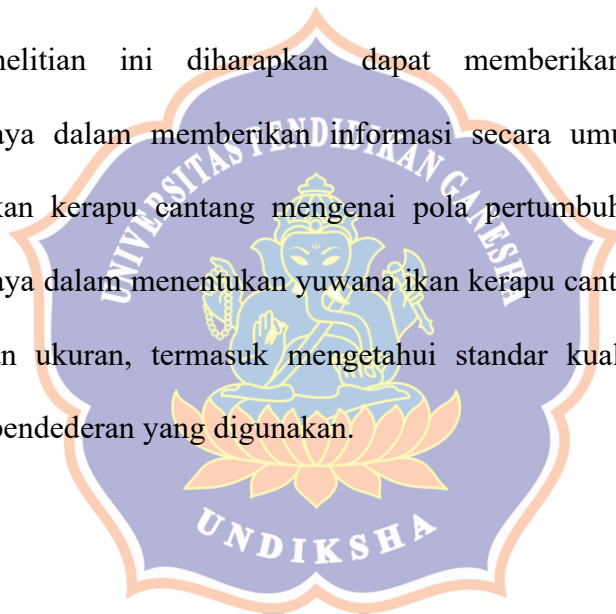 nelitian ini diharapkan dapat memberikan
aya dalam memberikan informasi secara umu
kan kerapu cantang mengenai pola pertumbuh
aya dalam menentukan yuwana ikan kerapu cant
an ukuran, termasuk mengetahui standar kual
pendederan yang digunakan.
UNIVERSITAS PENDIDIKAN GANESHA
UNDIKSHA